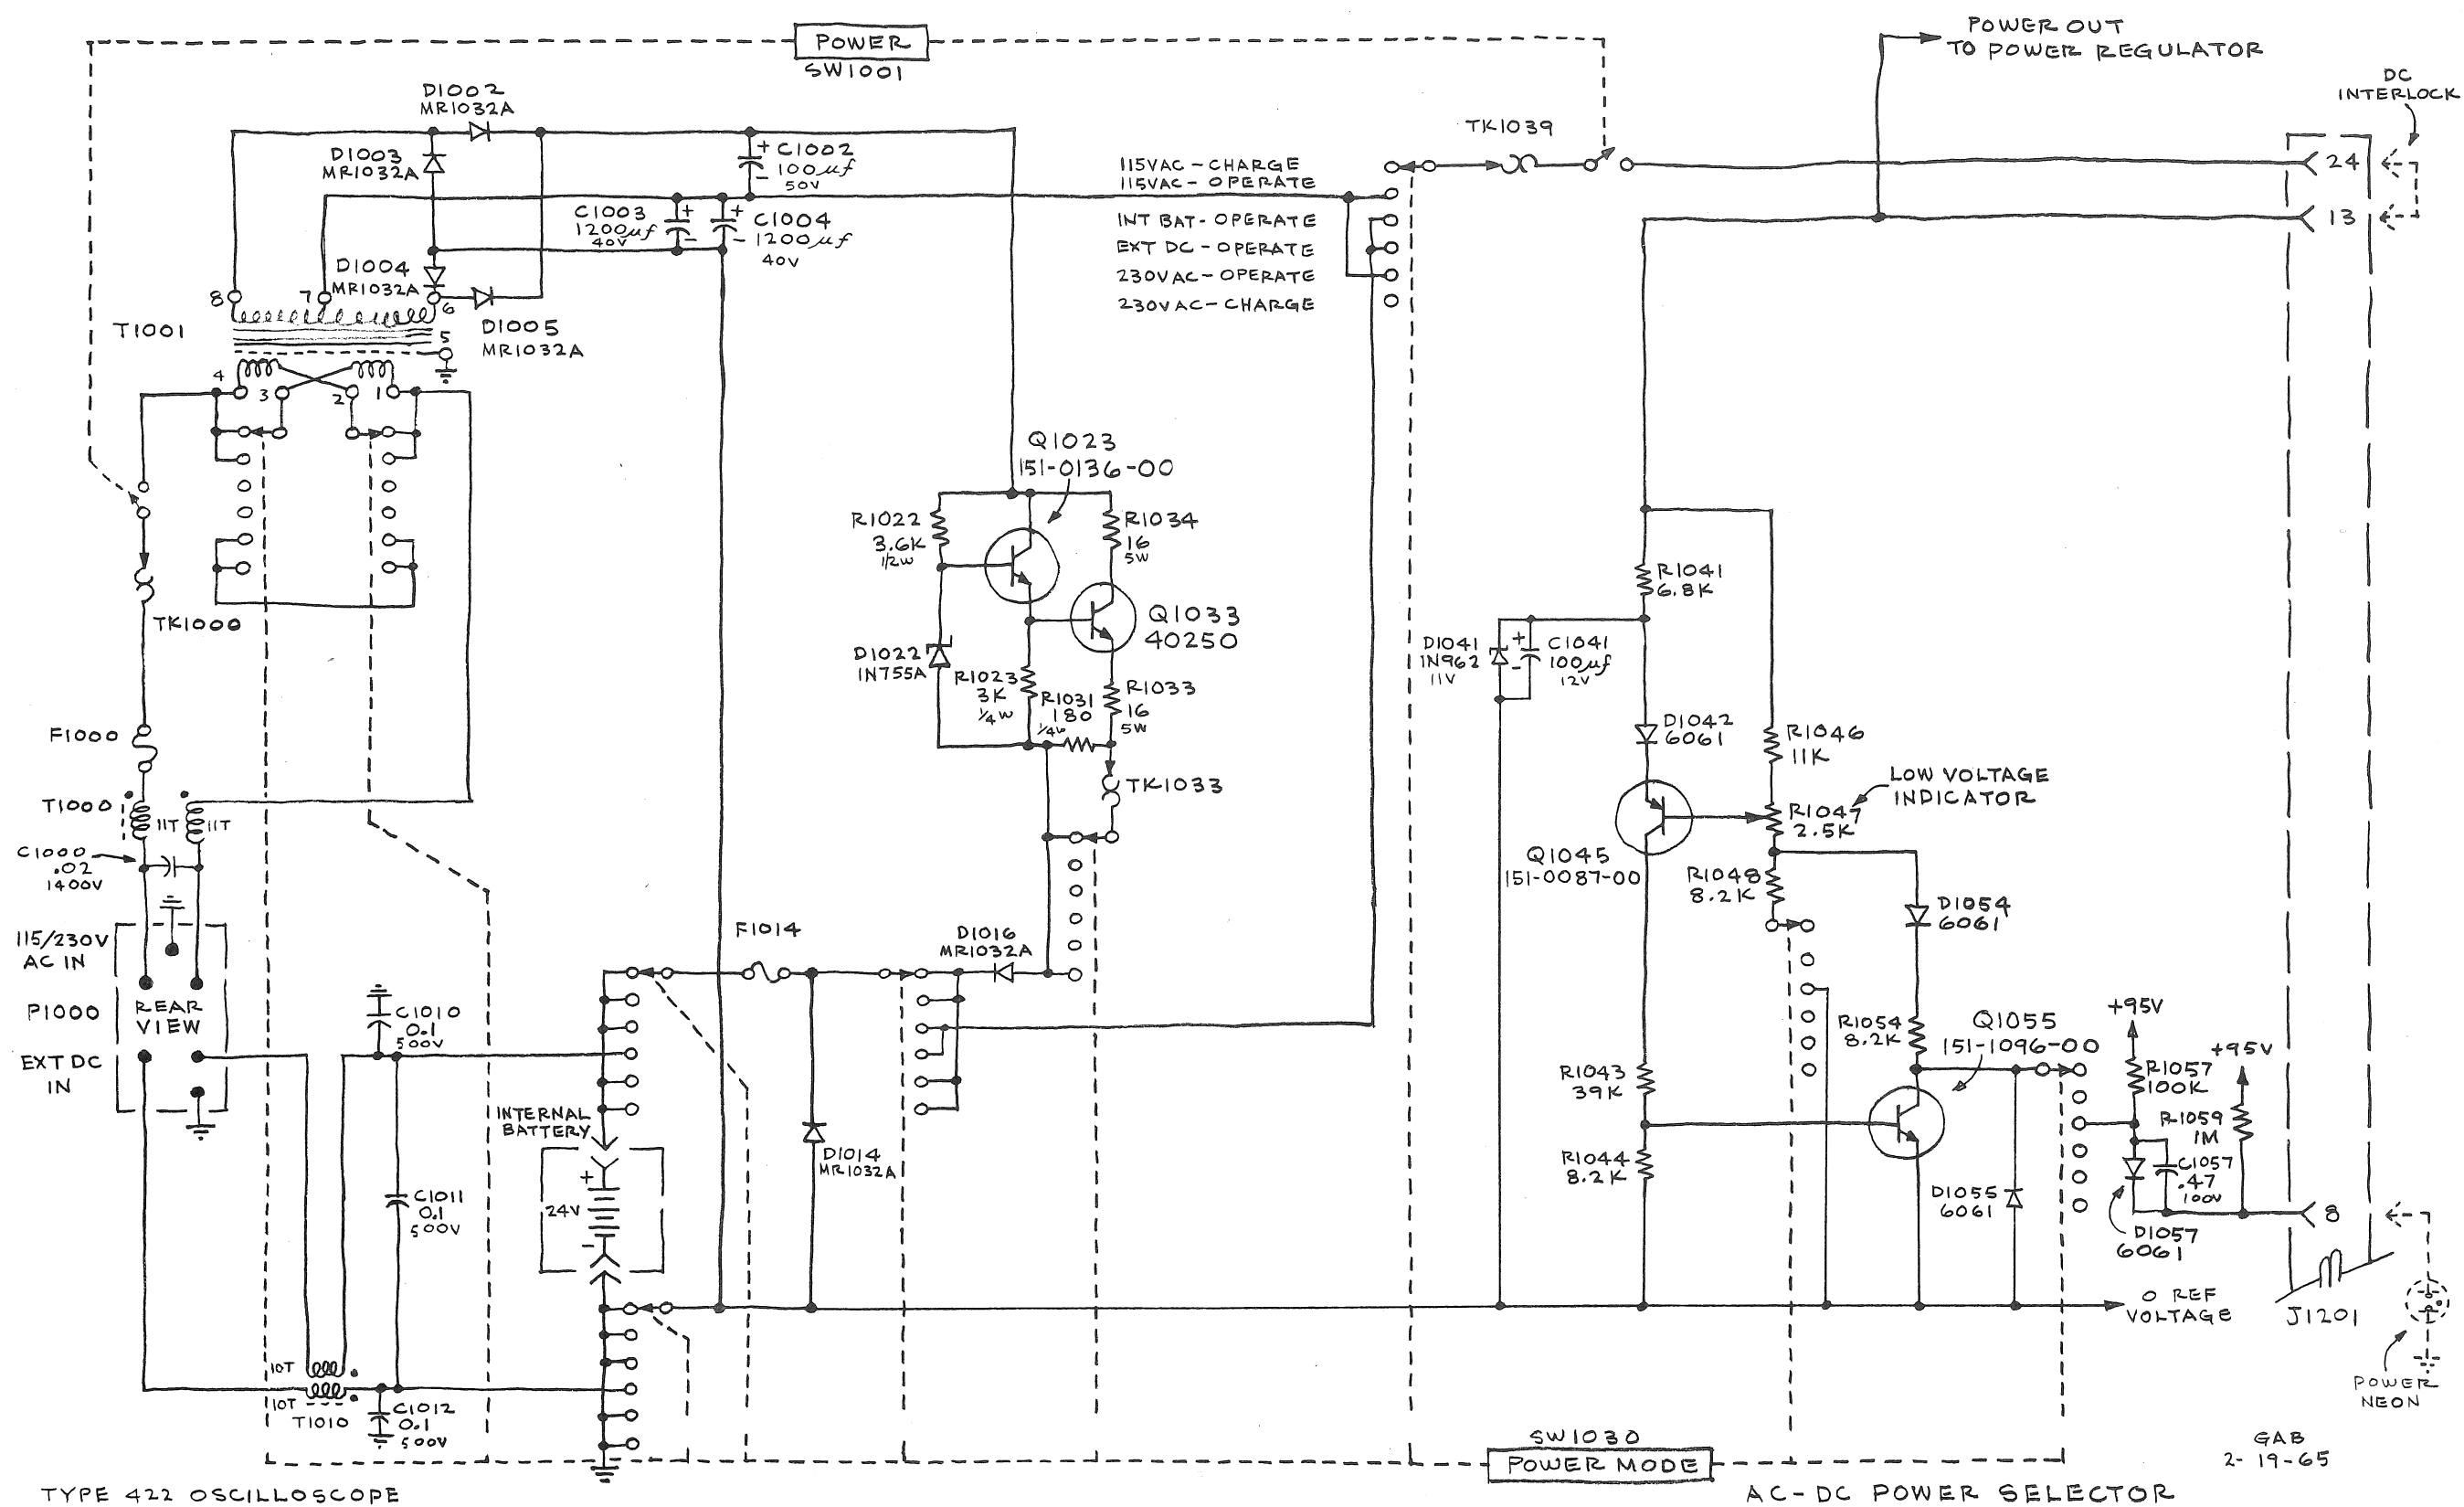 POWER
SW1001
POWER OUT
TO POWER REGULATOR
DC
INTERLOCK
D1002
MR1032A
D1003
MR1032A
C1002
100µf
50V
+
-
C1003
1200µf
40V
+
-
C1004
1200µf
40V
+
-
D1004
MR1032A
8
7
6
5
D1005
MR1032A
T1001
4
3
2
1
115VAC-CHARGE
115VAC-OPERATE
INT BAT-OPERATE
EXT DC-OPERATE
230VAC-OPERATE
230VAC-CHARGE
TK1039
24
13
Q1023
151-0136-00
R1022
3.6K
1/2W
R1034
16
5W
Q1033
40250
D1022
1N755A
R1023
3K
1/4W
R1031
180
1/4W
R1033
16
5W
TK1033
TK1000
F1000
T1000
11T
11T
C1000
.02
1400V
115/230V
AC IN
P1000
REAR
VIEW
EXT DC
IN
C1010
0.1
500V
C1011
0.1
500V
C1012
0.1
500V
10T
10T
T1010
INTERNAL
BATTERY
+
24V
-
F1014
D1014
MR1032A
D1016
MR1032A
R1041
6.8K
D1041
1N962
11V
+
-
C1041
100µf
12V
D1042
6061
R1046
11K
LOW VOLTAGE
INDICATOR
R1047
2.5K
Q1045
151-0087-00
R1048
8.2K
D1054
6061
R1054
8.2K
Q1055
151-1096-00
R1043
39K
R1044
8.2K
D1055
6061
+95V
+95V
R1057
100K
R1059
1M
C1057
.47
100V
D1057
6061
8
O REF
VOLTAGE
J1201
POWER
NEON
SW1030
POWER MODE
GAB
2-19-65
TYPE 422 OSCILLOSCOPE
AC-DC POWER SELECTOR